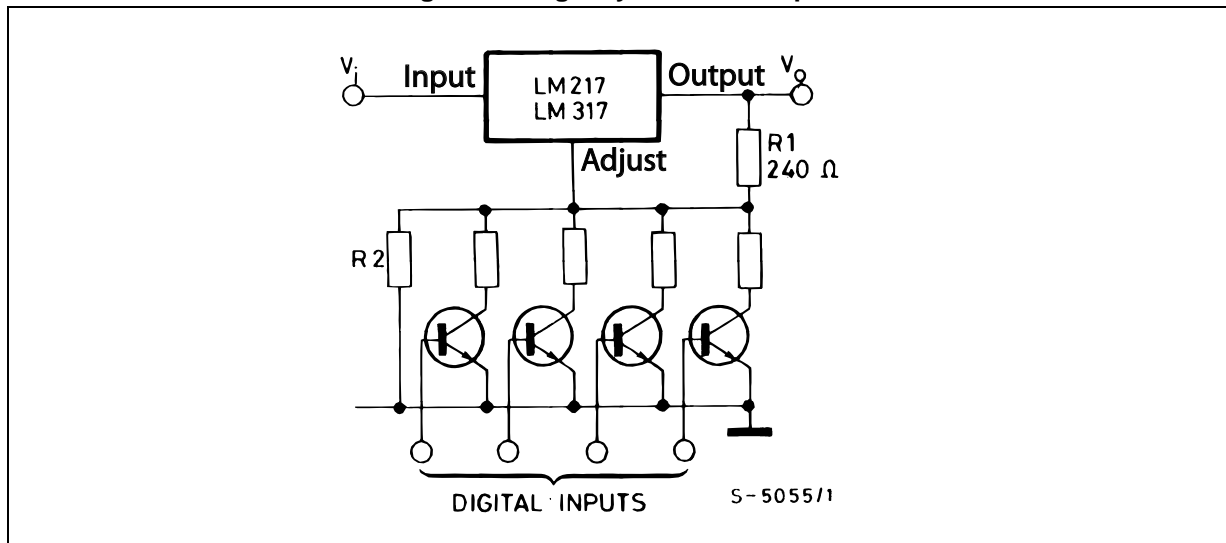 Vi
Input
LM217
LM317
Output
Vo
Adjust
R1
240 Ω
R2
DIGITAL INPUTS
S-5055/1